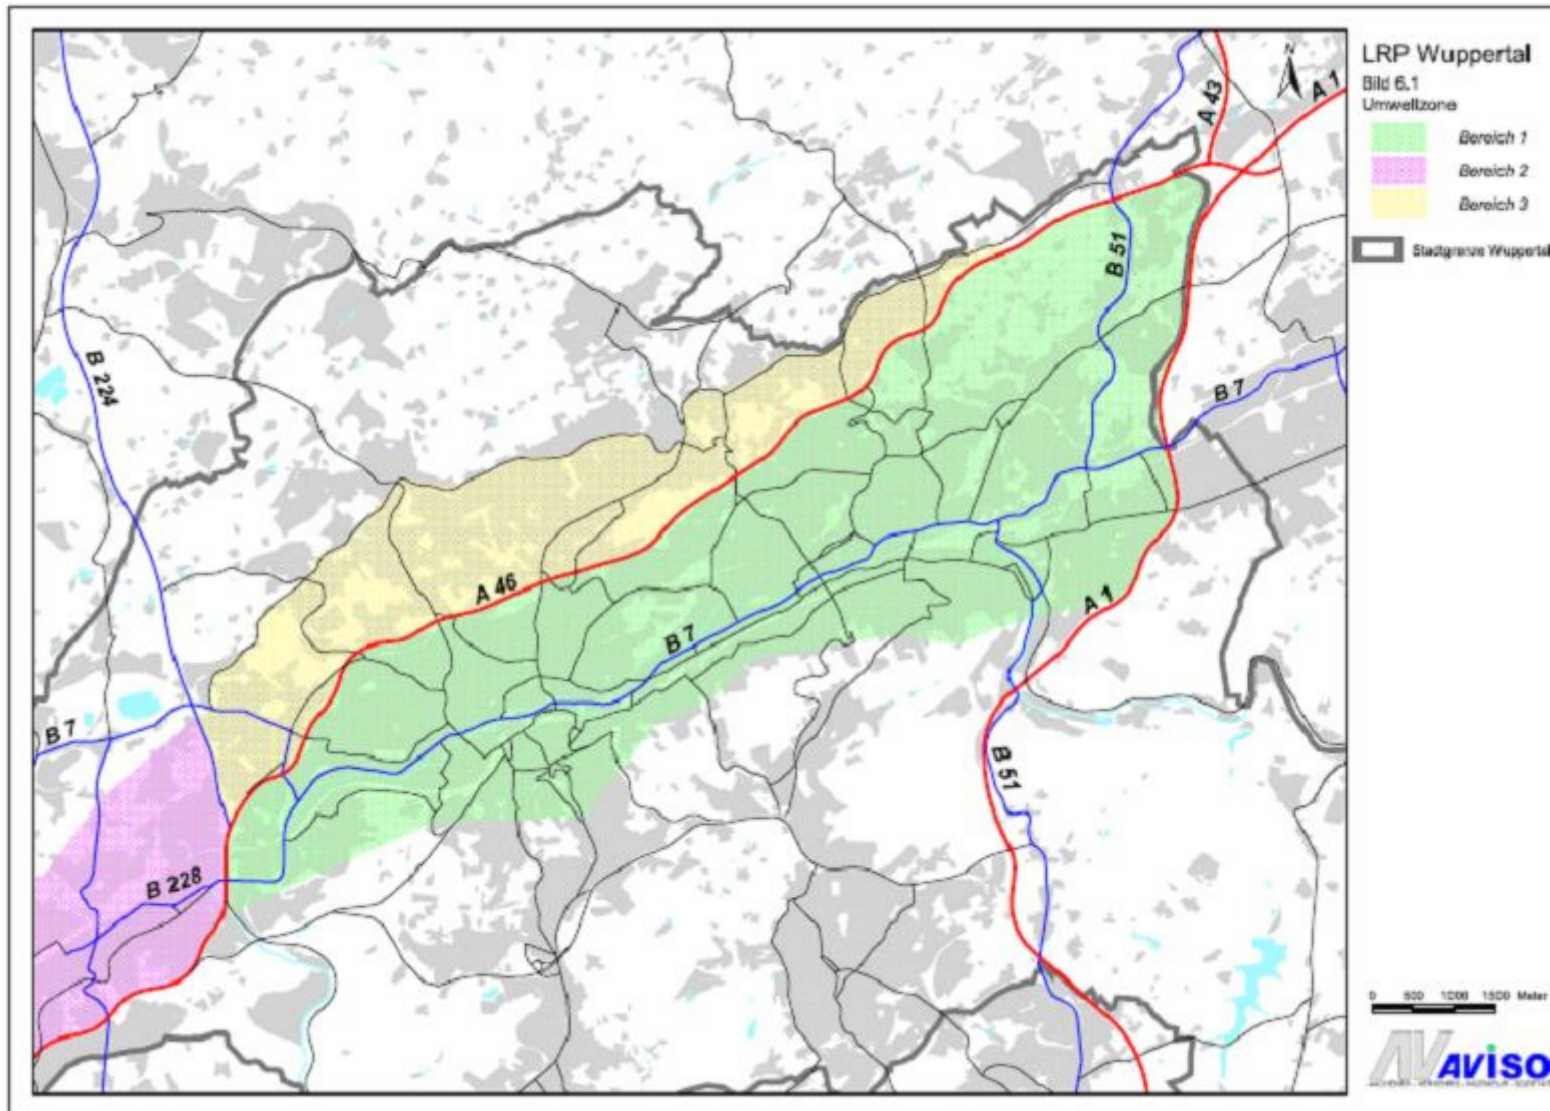 LRP Wuppertal
Bild 6.1
Umweltzone
Bereich 1
Bereich 2
Bereich 3
Stadtgrenze Wuppertal
N
A 43
A 1
B 51
B 224
B 7
A 46
B 7
A 1
B 7
B 51
B 228
0 500 1000 1500 Meter
AVISO